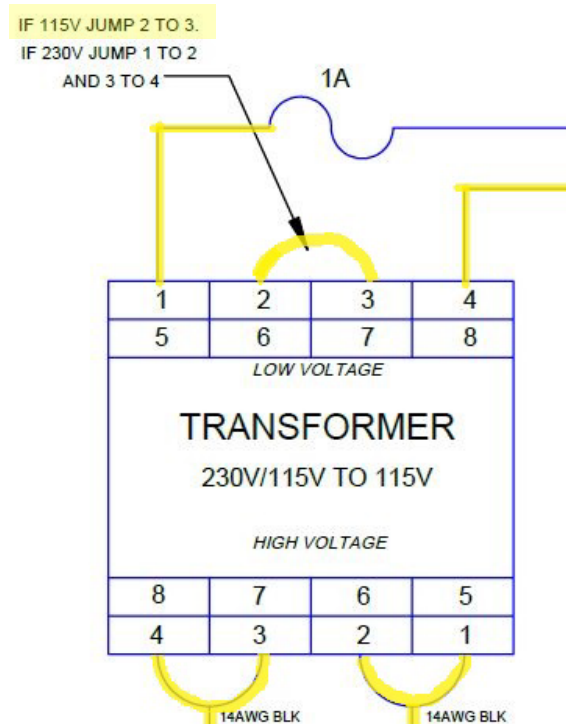 IF 115V JUMP 2 TO 3.
IF 230V JUMP 1 TO 2
AND 3 TO 4
1A
1 2 3 4
5 6 7 8
LOW VOLTAGE
TRANSFORMER
230V/115V TO 115V
HIGH VOLTAGE
8 7 6 5
4 3 2 1
14AWG BLK 14AWG BLK